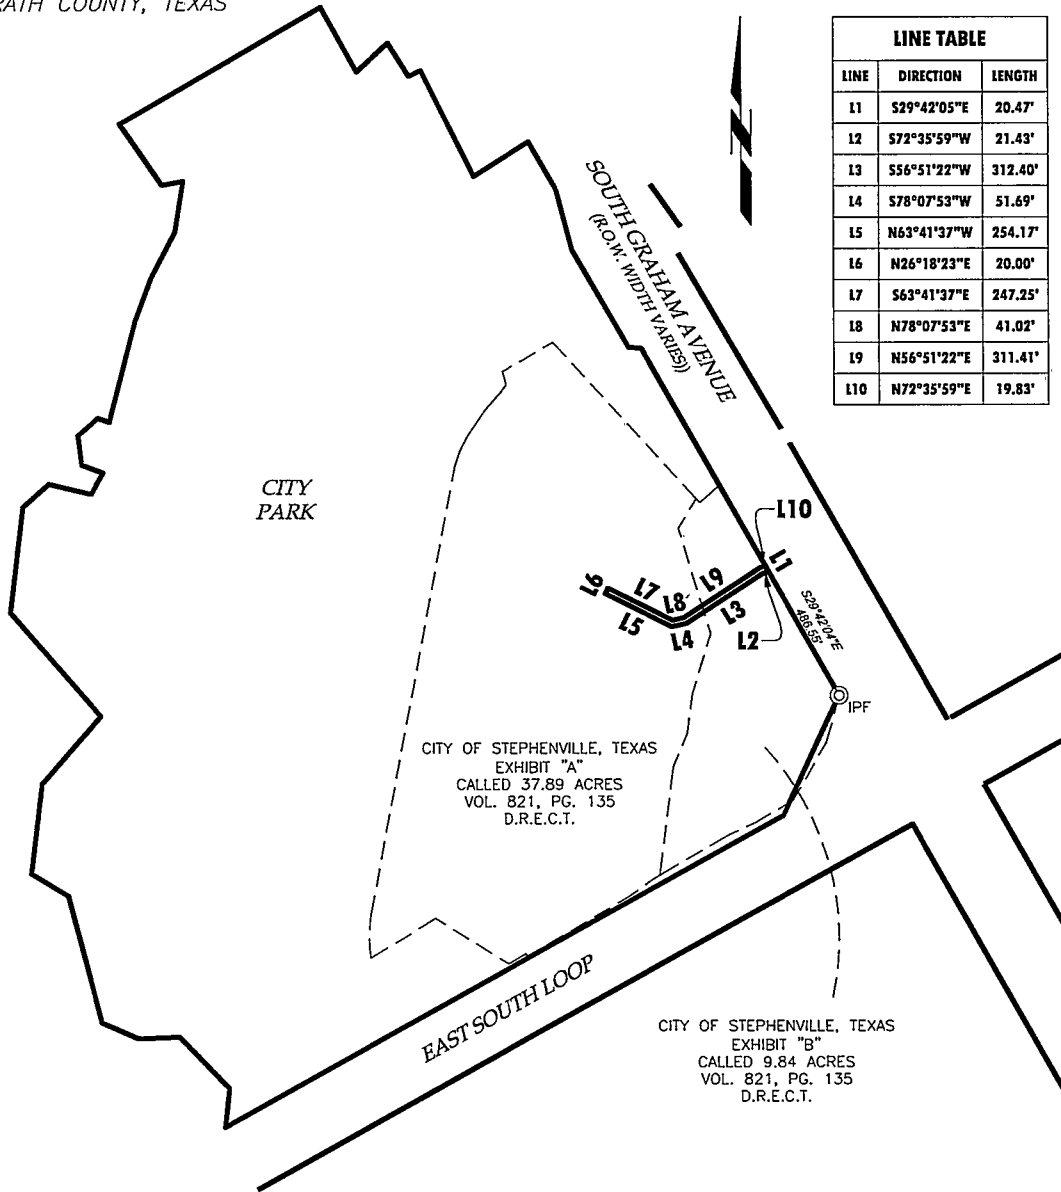 RATH COUNTY, TEXAS
LINE TABLE
LINE DIRECTION LENGTH
L1 S29°42'05"E 20.47'
L2 S72°35'59"W 21.43'
L3 S56°51'22"W 312.40'
L4 S78°07'53"W 51.69'
L5 N63°41'37"W 254.17'
L6 N26°18'23"E 20.00'
L7 S63°41'37"E 247.25'
L8 N78°07'53"E 41.02'
L9 N56°51'22"E 311.41'
L10 N72°35'59"E 19.83'
SOUTH GRAHAM AVENUE
(R.O.W. WIDTH VARIES))
CITY
PARK
L10
L1
L9
L8
L7
L6
L5
L4
L3
L2
S29°42'04"E
486.55'
IPF
CITY OF STEPHENVILLE, TEXAS
EXHIBIT "A"
CALLED 37.89 ACRES
VOL. 821, PG. 135
D.R.E.C.T.
EAST SOUTH LOOP
CITY OF STEPHENVILLE, TEXAS
EXHIBIT "B"
CALLED 9.84 ACRES
VOL. 821, PG. 135
D.R.E.C.T.